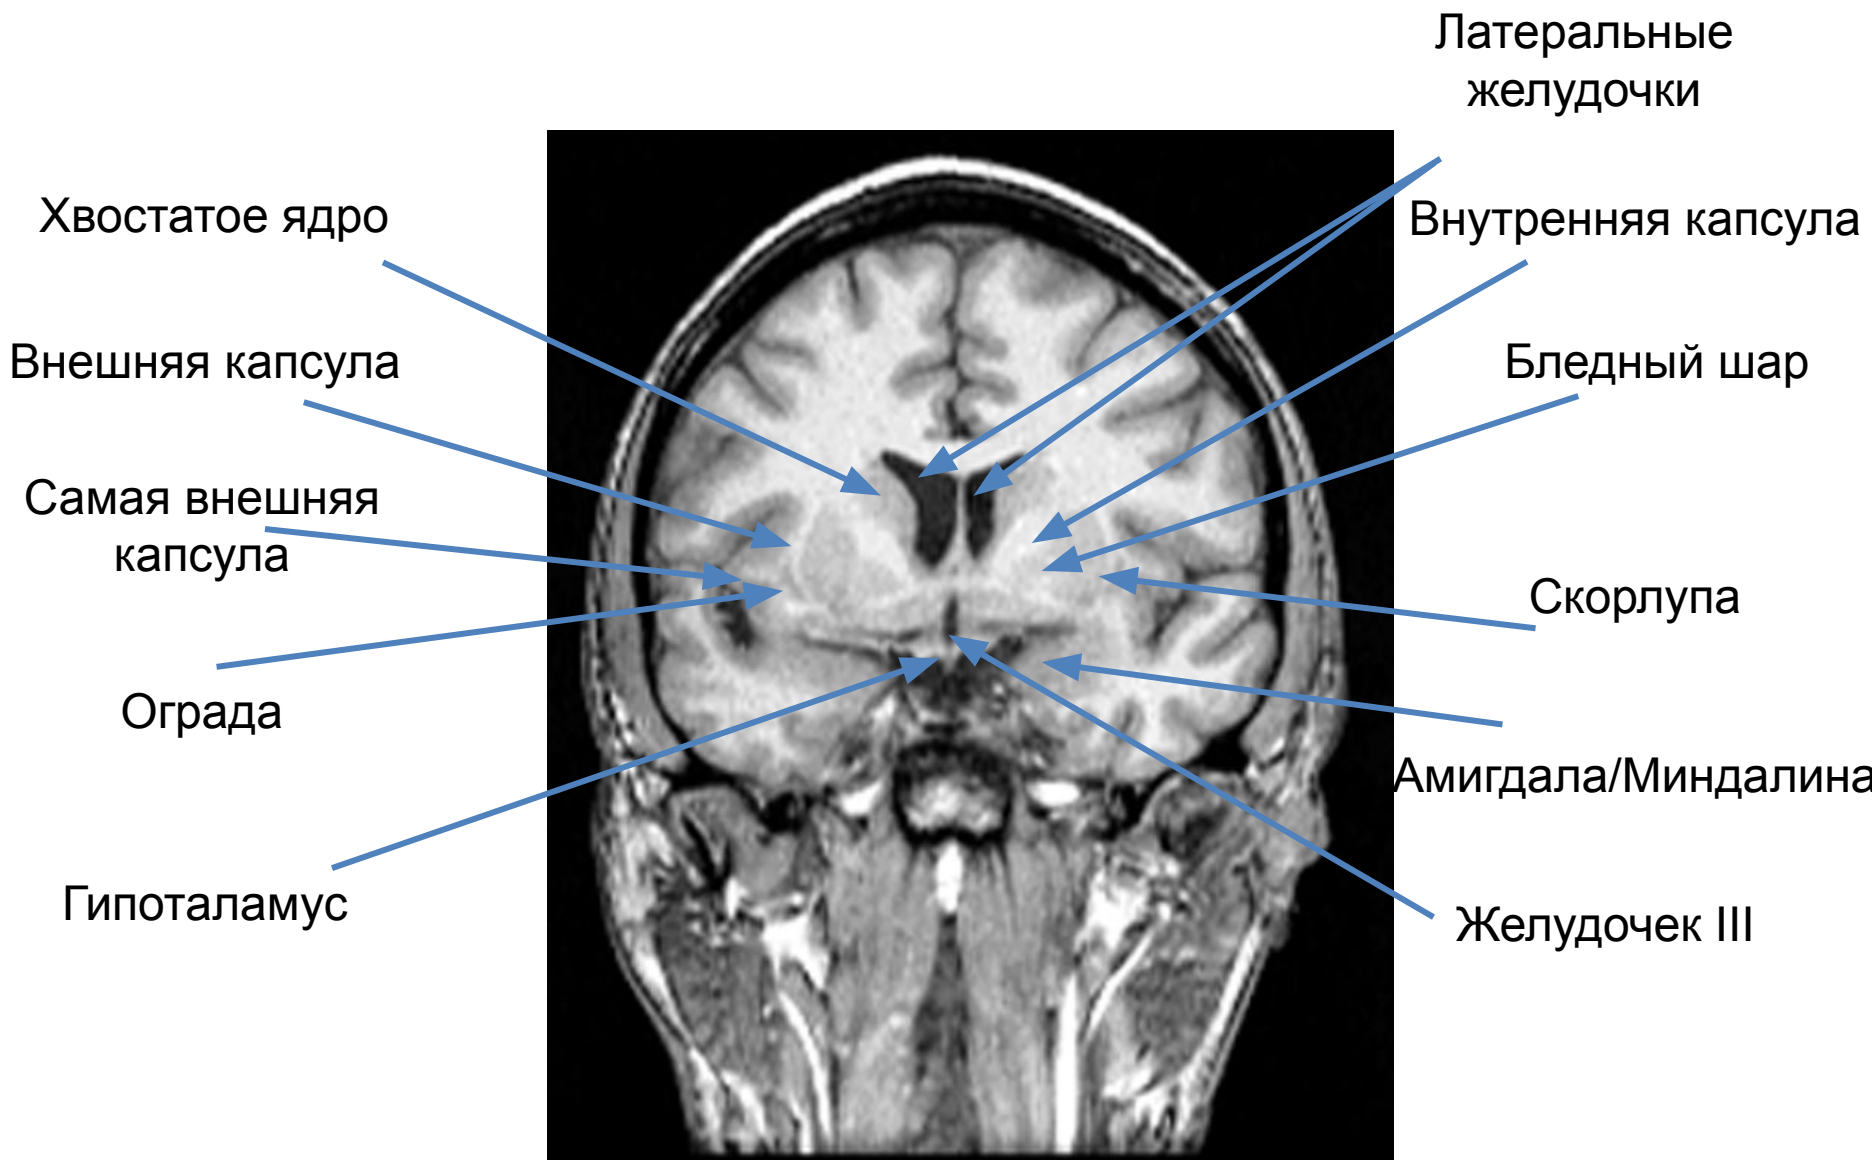 Латеральные
желудочки
Хвостатое ядро
Внутренняя капсула
Внешняя капсула
Бледный шар
Самая внешняя
капсула
Скорлупа
Ограда
Амигдала/Миндалина
Гипоталамус
Желудочек III